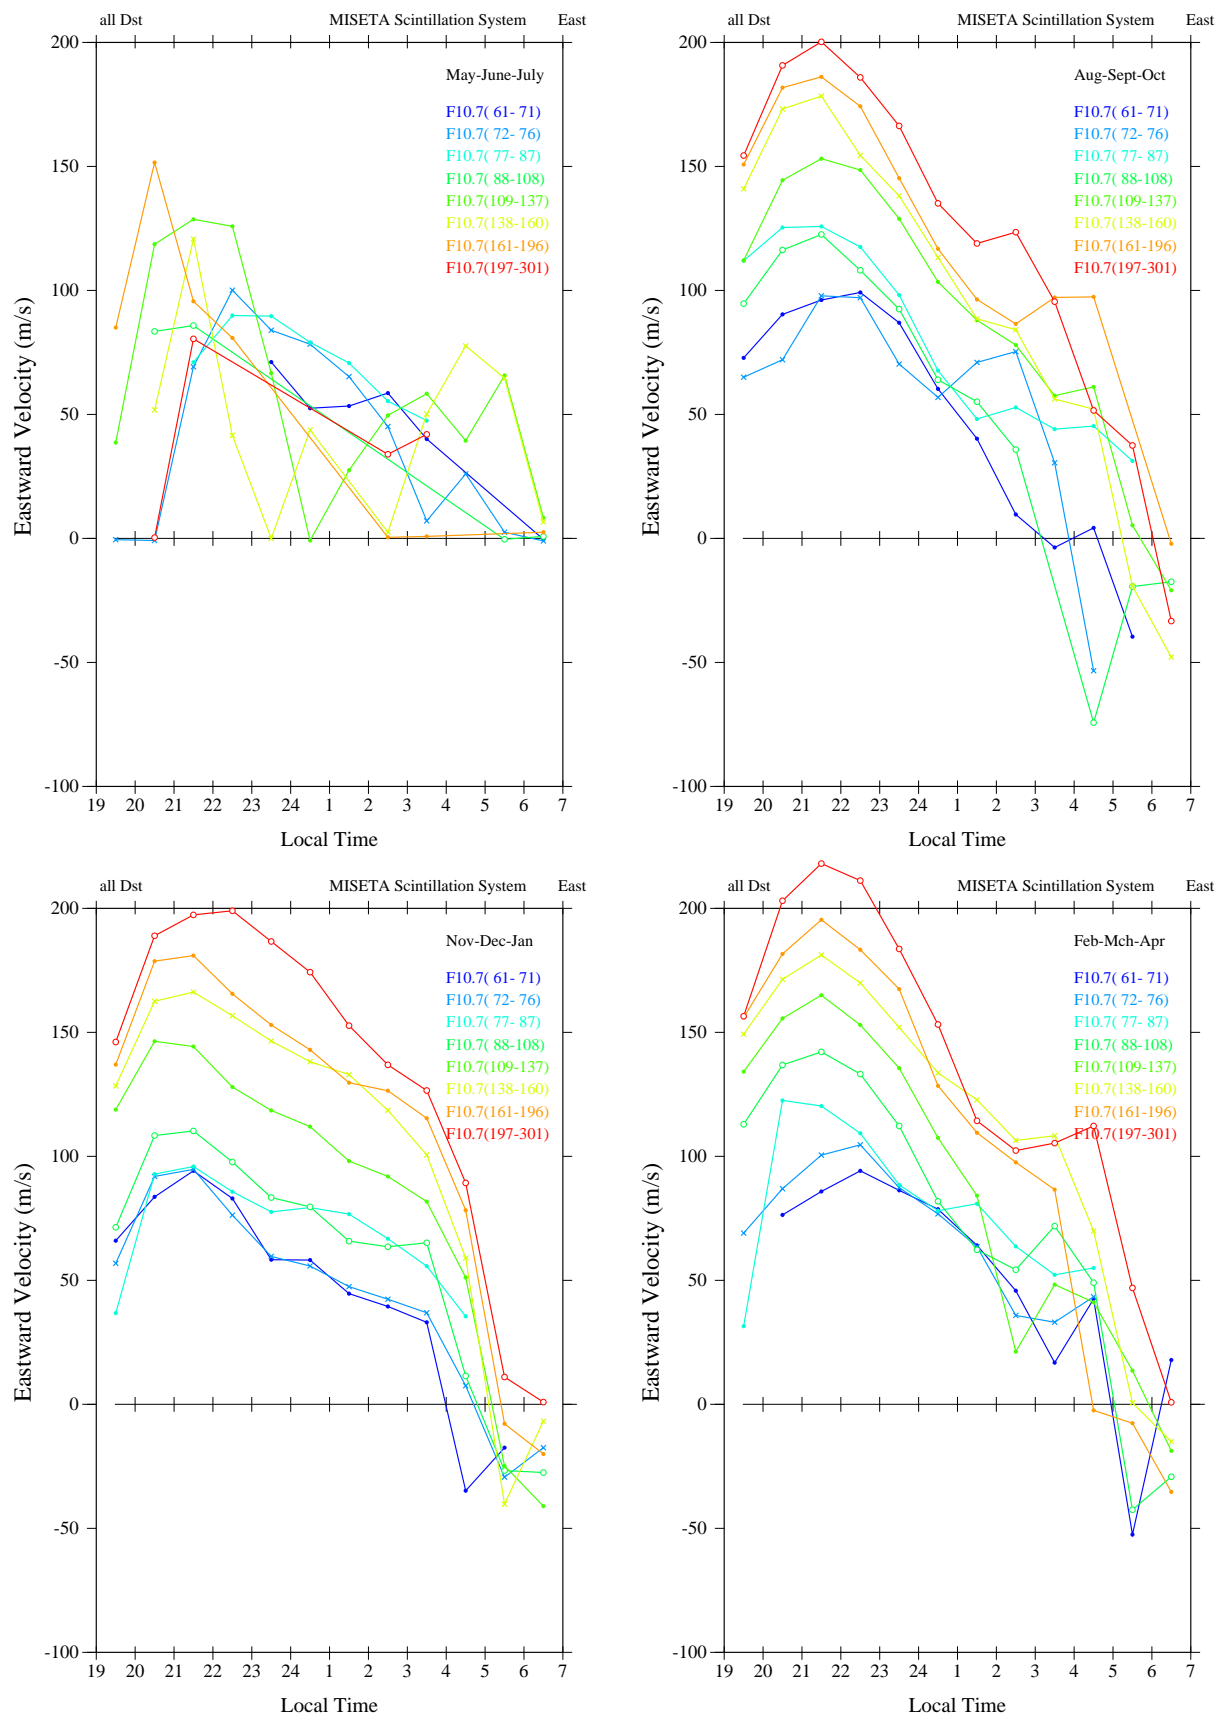 all Dst MISETA Scintillation System East
200
May-June-July
F10.7( 61- 71)
F10.7( 72- 76)
F10.7( 77- 87)
F10.7( 88-108)
F10.7(109-137)
F10.7(138-160)
F10.7(161-196)
F10.7(197-301)
150
100
50
0
-50
-100
Eastward Velocity (m/s)
19 20 21 22 23 24 1 2 3 4 5 6 7
Local Time
all Dst MISETA Scintillation System East
200
Aug-Sept-Oct
F10.7( 61- 71)
F10.7( 72- 76)
F10.7( 77- 87)
F10.7( 88-108)
F10.7(109-137)
F10.7(138-160)
F10.7(161-196)
F10.7(197-301)
150
100
50
0
-50
-100
Eastward Velocity (m/s)
19 20 21 22 23 24 1 2 3 4 5 6 7
Local Time
all Dst MISETA Scintillation System East
200
Nov-Dec-Jan
F10.7( 61- 71)
F10.7( 72- 76)
F10.7( 77- 87)
F10.7( 88-108)
F10.7(109-137)
F10.7(138-160)
F10.7(161-196)
F10.7(197-301)
150
100
50
0
-50
-100
Eastward Velocity (m/s)
19 20 21 22 23 24 1 2 3 4 5 6 7
Local Time
all Dst MISETA Scintillation System East
200
Feb-Mch-Apr
F10.7( 61- 71)
F10.7( 72- 76)
F10.7( 77- 87)
F10.7( 88-108)
F10.7(109-137)
F10.7(138-160)
F10.7(161-196)
F10.7(197-301)
150
100
50
0
-50
-100
Eastward Velocity (m/s)
19 20 21 22 23 24 1 2 3 4 5 6 7
Local Time